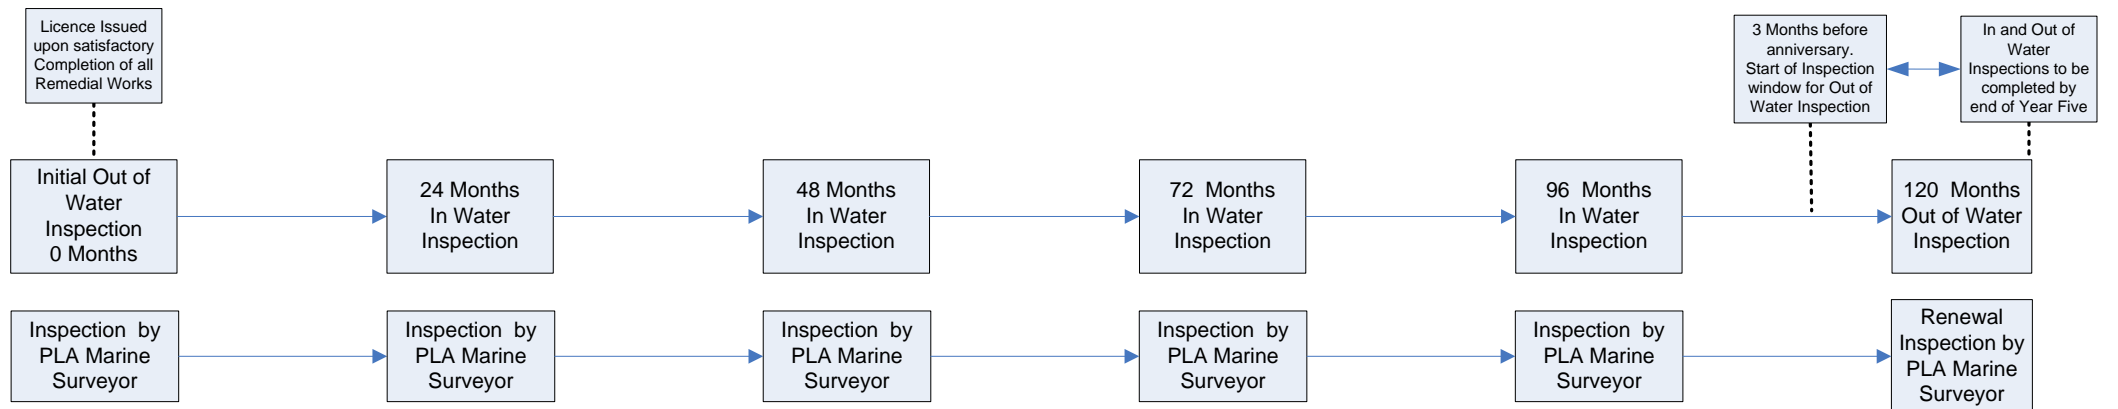 Licence Issued
upon satisfactory
Completion of all
Remedial Works
3 Months before
anniversary.
Start of Inspection
window for Out of
Water Inspection
In and Out of
Water
Inspections to be
completed by
end of Year Five
Initial Out of
Water
Inspection
0 Months
24 Months
In Water
Inspection
48 Months
In Water
Inspection
72 Months
In Water
Inspection
96 Months
In Water
Inspection
120 Months
Out of Water
Inspection
Inspection by
PLA Marine
Surveyor
Inspection by
PLA Marine
Surveyor
Inspection by
PLA Marine
Surveyor
Inspection by
PLA Marine
Surveyor
Inspection by
PLA Marine
Surveyor
Renewal
Inspection by
PLA Marine
Surveyor